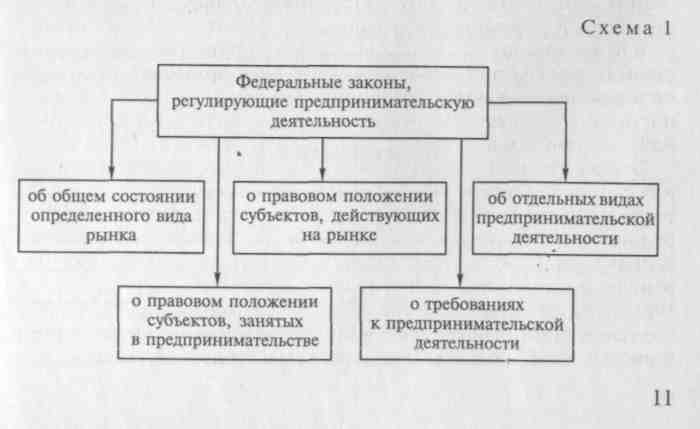 Схема 1
Федеральные законы,
регулирующие предпринимательскую
деятельность
об общем состоянии
определенного вида
рынка
о правовом положении
субъектов, действующих
на рынке
об отдельных видах
предпринимательской
деятельности
о правовом положении
субъектов, занятых
в предпринимательстве
о требованиях
к предпринимательской
деятельности
11